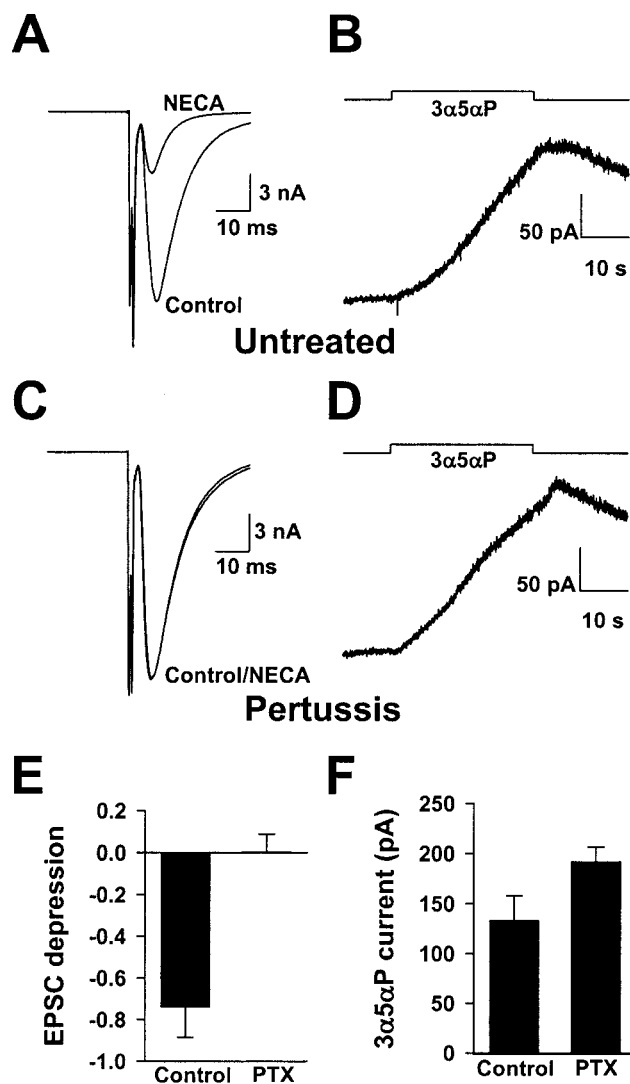 A
B
NECA
3α5αP
3 nA
10 ms
50 pA
10 s
Control
Untreated
C
D
3α5αP
3 nA
10 ms
50 pA
10 s
Control/NECA
Pertussis
E
F
EPSC depression
0.2
0.0
-0.2
-0.4
-0.6
-0.8
-1.0
Control PTX
3α5αP current (pA)
250
200
150
100
50
0
Control PTX